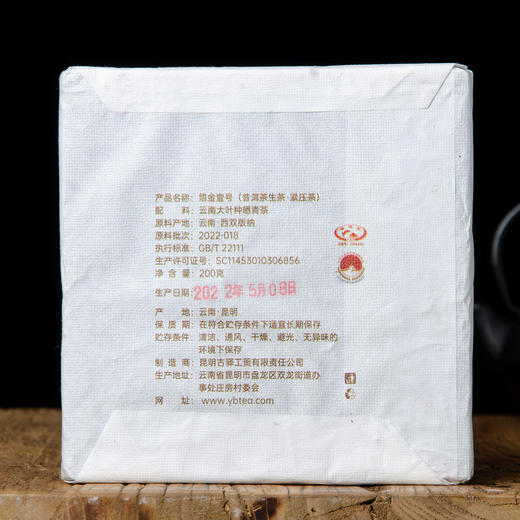 产品名称：箔金壹号（普洱茶生茶·紧压茶）
配 料：云南大叶种晒青茶
原料产地：云南·西双版纳
原料批次：2022-018
执行标准：GB/T 22111
生产许可证号：SC11453010306856
净 含 量：200克
生产日期：2022年5月08日
产 地：云南·昆明
保 质 期：在符合贮存条件下适宜长期保存
贮存条件：清洁、通风、干燥、避光、无异味的
环境下保存
制 造 商：昆明古驿工贸有限责任公司
生产地址：云南省昆明市盘龙区双龙街道办
事处庄房村委会
网 址：www.ybtea.com